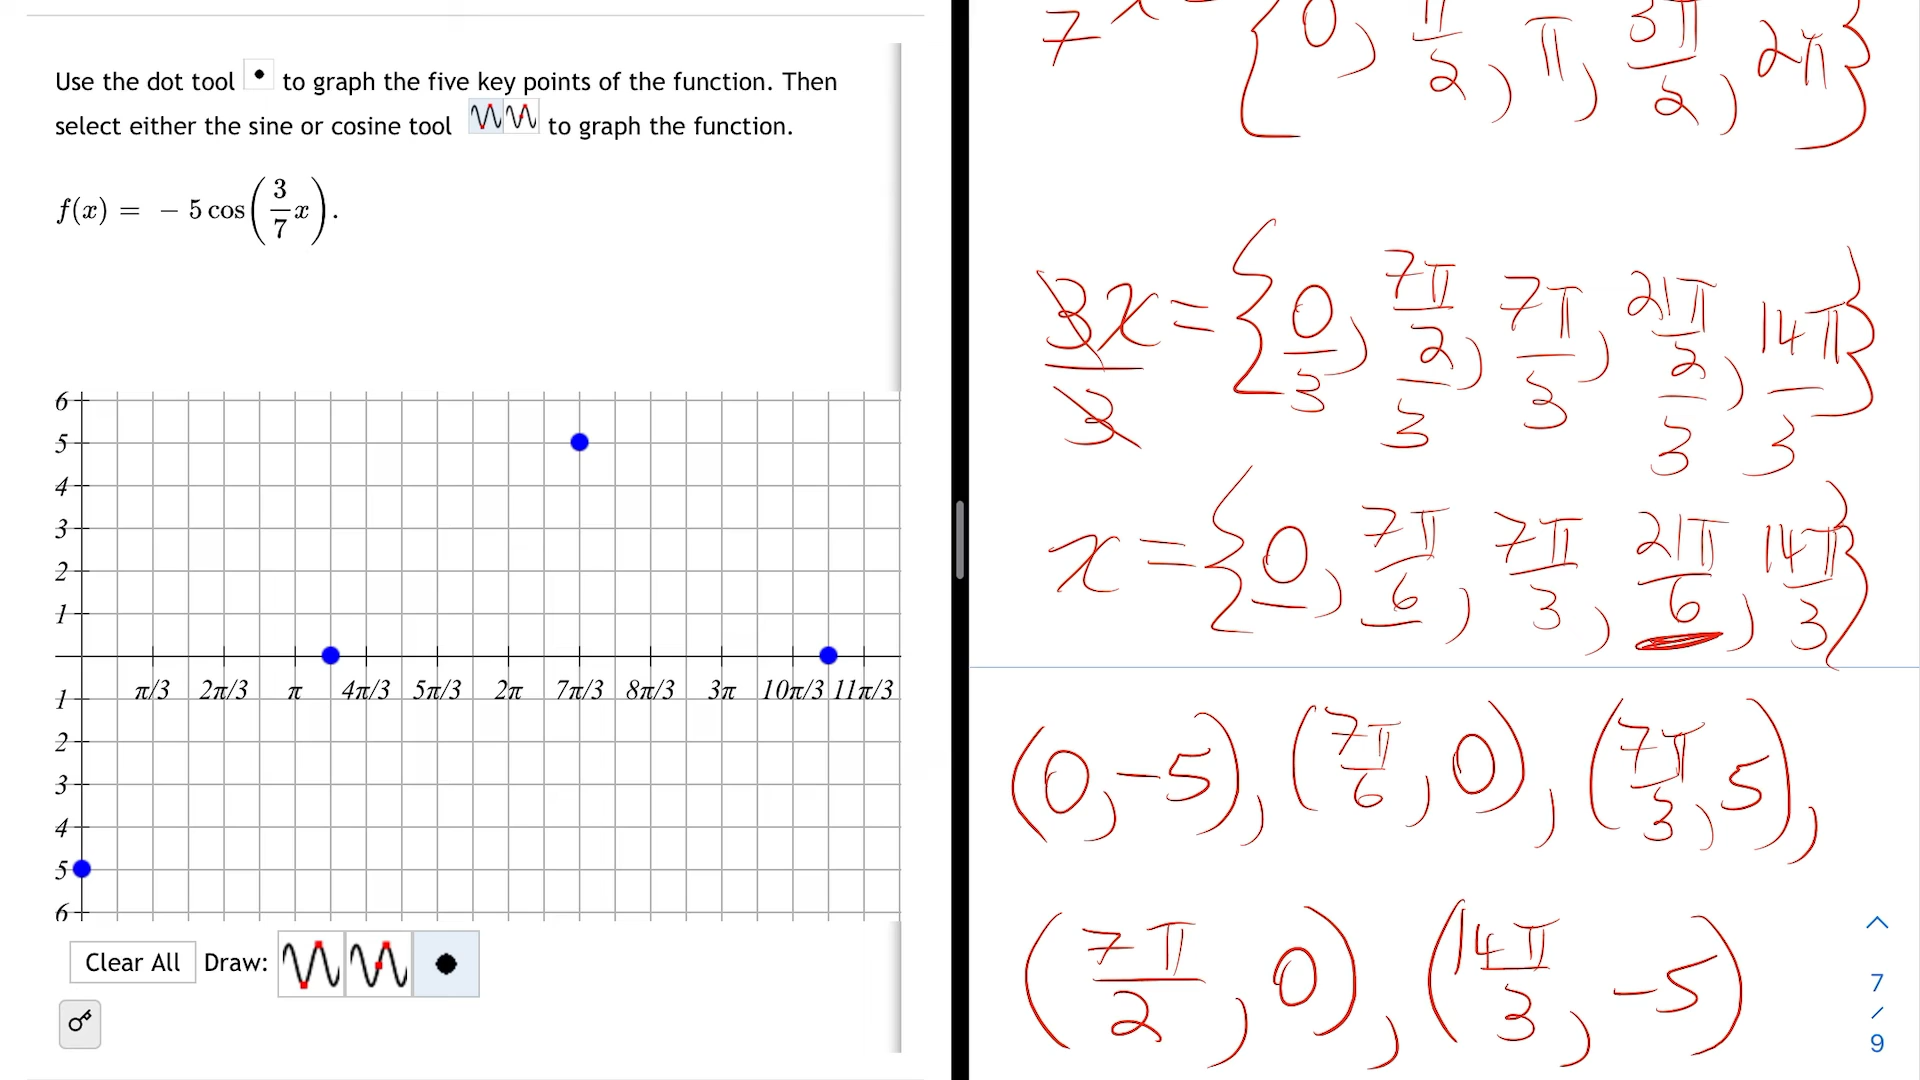 Use the dot tool to graph the five key points of the function. Then
select either the sine or cosine tool to graph the function.
f(x) = − 5 cos(3/7 x).
6
5
4
3
2
1
π/3 2π/3 π 4π/3 5π/3 2π 7π/3 8π/3 3π 10π/3 11π/3
1
2
3
4
5
6
Clear All Draw:
7 x {0, π/2, π, 3π/2, 2π}
3x/3 = {0/3, 7π/2/3, 7π/3, 21π/2/3, 14π/3}
x = {0, 7π/6, 7π/3, 21π/6, 14π/3}
(0, -5), (7π/6, 0), (7π/3, 5),
(7π/2, 0), (14π/3, -5)
7
/
9